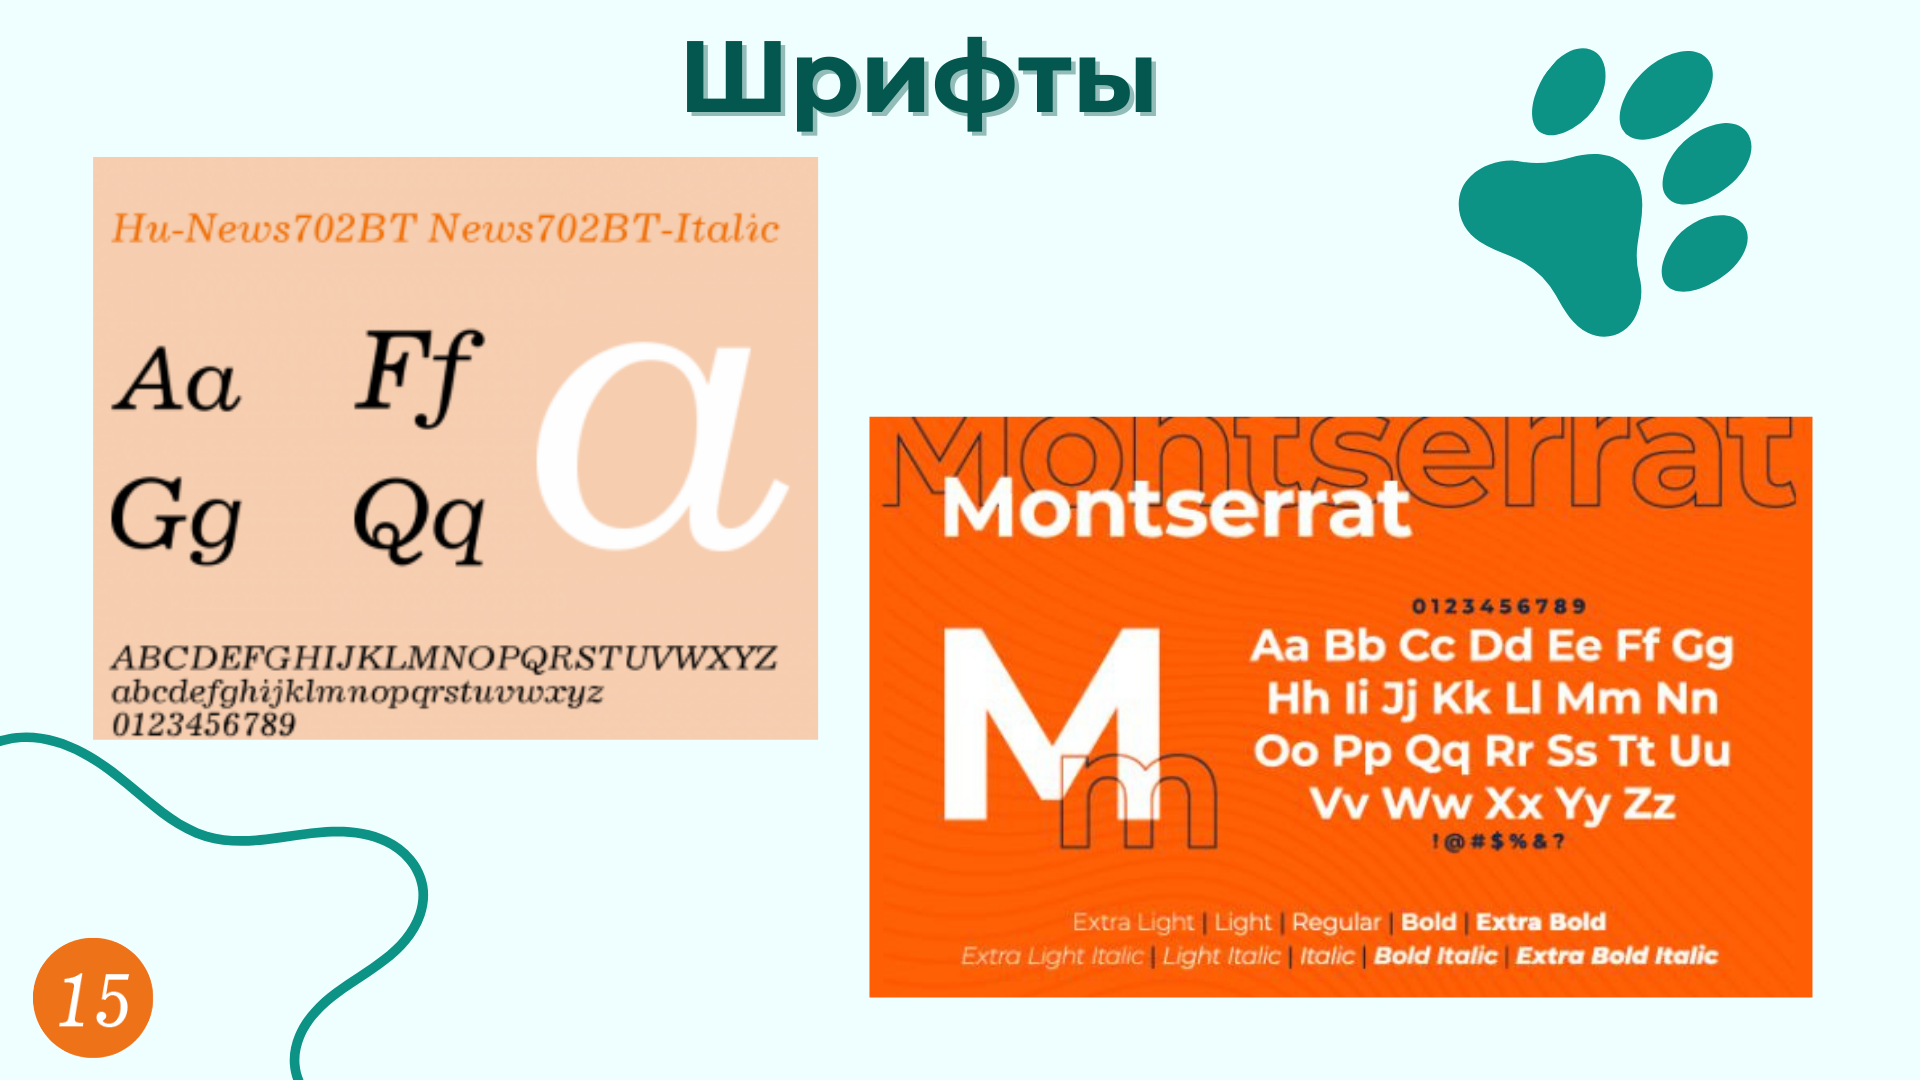 Шрифты
Hu-News702BT News702BT-Italic
Aa Ff a
Gg Qq
ABCDEFGHIJKLMNOPQRSTUVWXYZ
abcdefghijklmnopqrstuvwxyz
0123456789
Montserrat
Montserrat
0123456789
Aa Bb Cc Dd Ee Ff Gg
Hh Ii Jj Kk Ll Mm Nn
Oo Pp Qq Rr Ss Tt Uu
Vv Ww Xx Yy Zz
!@#$%&?
Mm
Extra Light | Light | Regular | Bold | Extra Bold
Extra Light Italic | Light Italic | Italic | Bold Italic | Extra Bold Italic
15